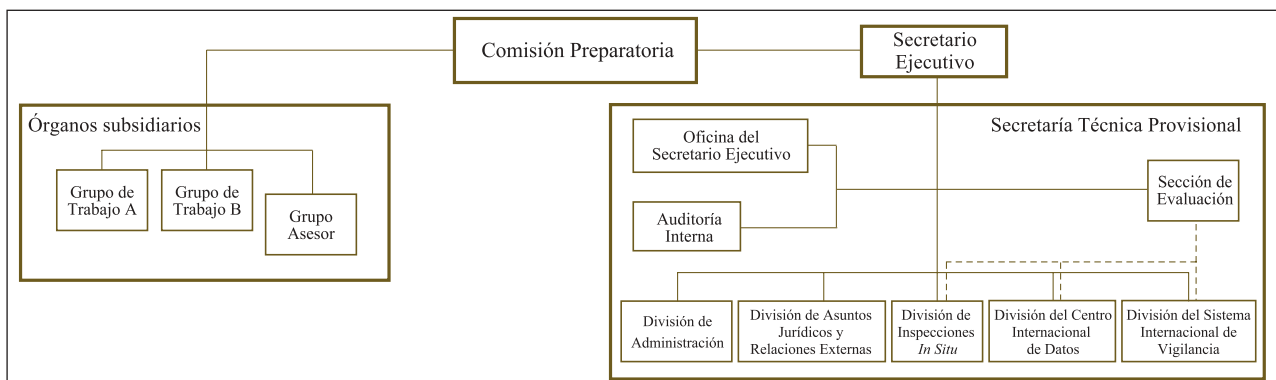 Comisión Preparatoria
Secretario
Ejecutivo
Órganos subsidiarios
Grupo de
Trabajo A
Grupo de
Trabajo B
Grupo
Asesor
Secretaría Técnica Provisional
Oficina del
Secretario Ejecutivo
Auditoría
Interna
Sección de
Evaluación
División de
Administración
División de Asuntos
Jurídicos y
Relaciones Externas
División de
Inspecciones
In Situ
División del Centro
Internacional
de Datos
División del Sistema
Internacional de
Vigilancia